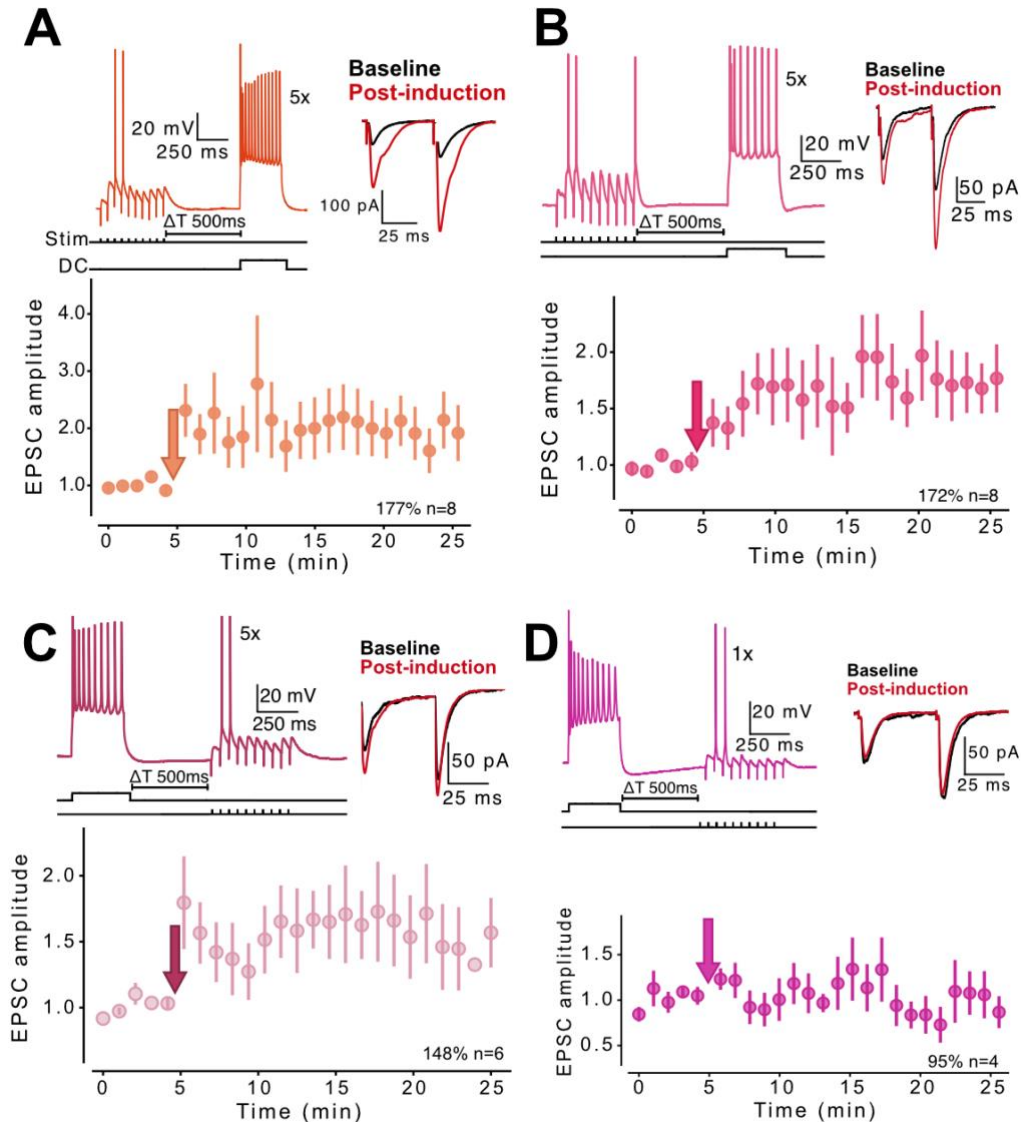 A
5x
20 mV
250 ms
Baseline
Post-induction
100 pA
25 ms
ΔT 500ms
Stim
DC
EPSC amplitude
4.0
3.0
2.0
1.0
177% n=8
0 5 10 15 20 25
Time (min)
B
5x
20 mV
250 ms
Baseline
Post-induction
50 pA
25 ms
ΔT 500ms
EPSC amplitude
2.0
1.5
1.0
172% n=8
0 5 10 15 20 25
Time (min)
C
5x
20 mV
250 ms
Baseline
Post-induction
50 pA
25 ms
ΔT 500ms
EPSC amplitude
2.0
1.5
1.0
148% n=6
0 5 10 15 20 25
Time (min)
D
1x
20 mV
250 ms
Baseline
Post-induction
50 pA
25 ms
ΔT 500ms
EPSC amplitude
1.5
1.0
0.5
95% n=4
0 5 10 15 20 25
Time (min)